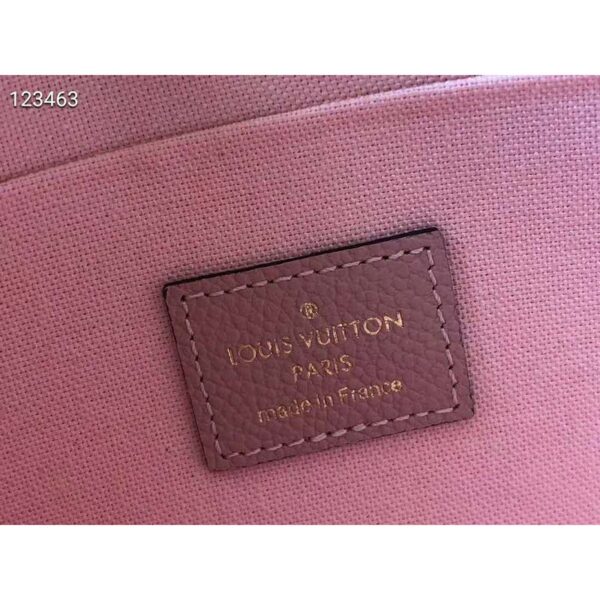 123463
®
LOUIS VUITTON
PARIS
made in France